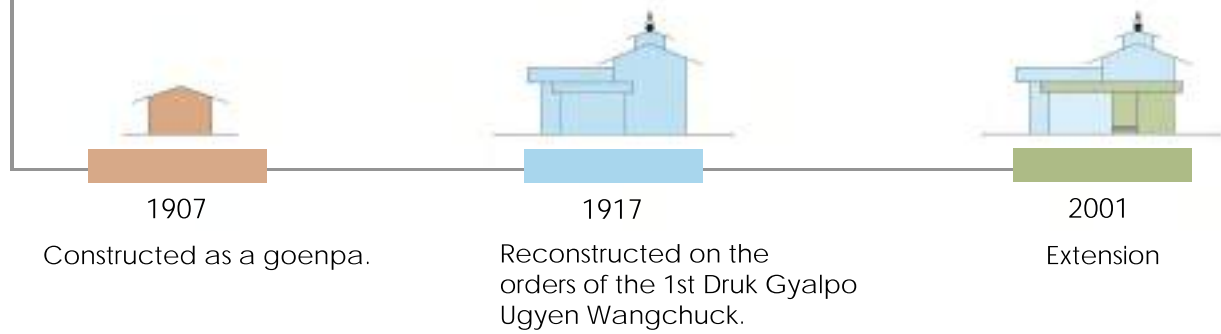 1907
Constructed as a goenpa.
1917
Reconstructed on the
orders of the 1st Druk Gyalpo
Ugyen Wangchuck.
2001
Extension